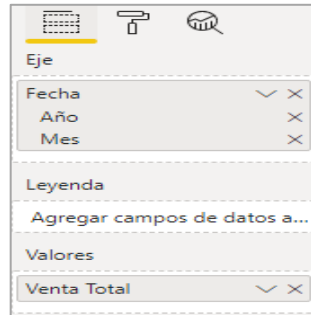 Eje
Fecha
Año
Mes
Leyenda
Agregar campos de datos a...
Valores
Venta Total